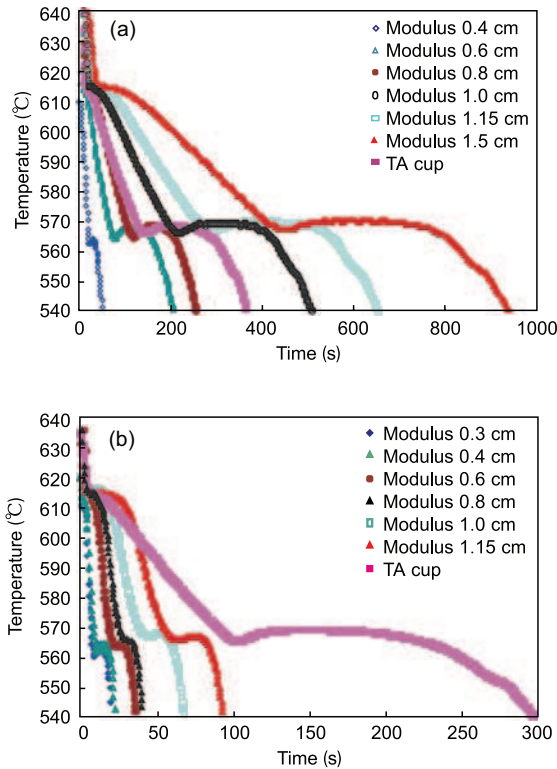 (a)
Modulus 0.4 cm
Modulus 0.6 cm
Modulus 0.8 cm
Modulus 1.0 cm
Modulus 1.15 cm
Modulus 1.5 cm
TA cup
Temperature (℃)
640
620
610
600
590
580
570
560
550
540
0
200
400
600
800
1000
Time (s)
(b)
Modulus 0.3 cm
Modulus 0.4 cm
Modulus 0.6 cm
Modulus 0.8 cm
Modulus 1.0 cm
Modulus 1.15 cm
TA cup
Temperature (℃)
640
630
620
610
600
590
580
570
560
550
540
0
50
100
150
200
250
300
Time (s)